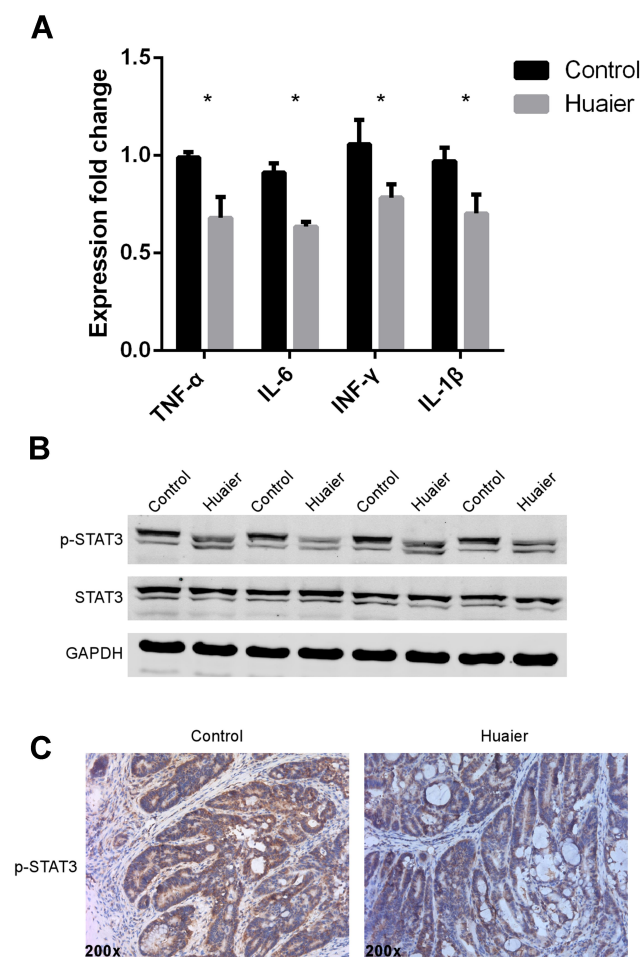 A
Expression fold change
1.5
1.0
0.5
0.0
* * * *
Control
Huaier
TNF-α IL-6 INF-γ IL-1β
B
Control Huaier Control Huaier Control Huaier Control Huaier
p-STAT3
STAT3
GAPDH
C
Control Huaier
p-STAT3
200x 200x